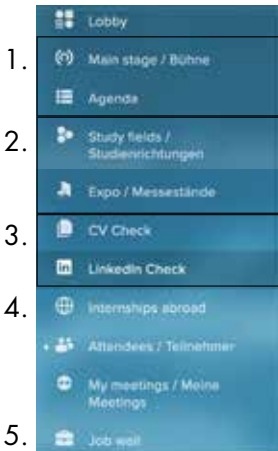 Lobby
1.
Main stage / Bühne
Agenda
2.
Study fields /
Studienrichtungen
Expo / Messestände
3.
CV Check
in
LinkedIn Check
4.
Internships abroad
Attendees / Teilnehmer
My meetings / Meine
Meetings
5.
Job wall